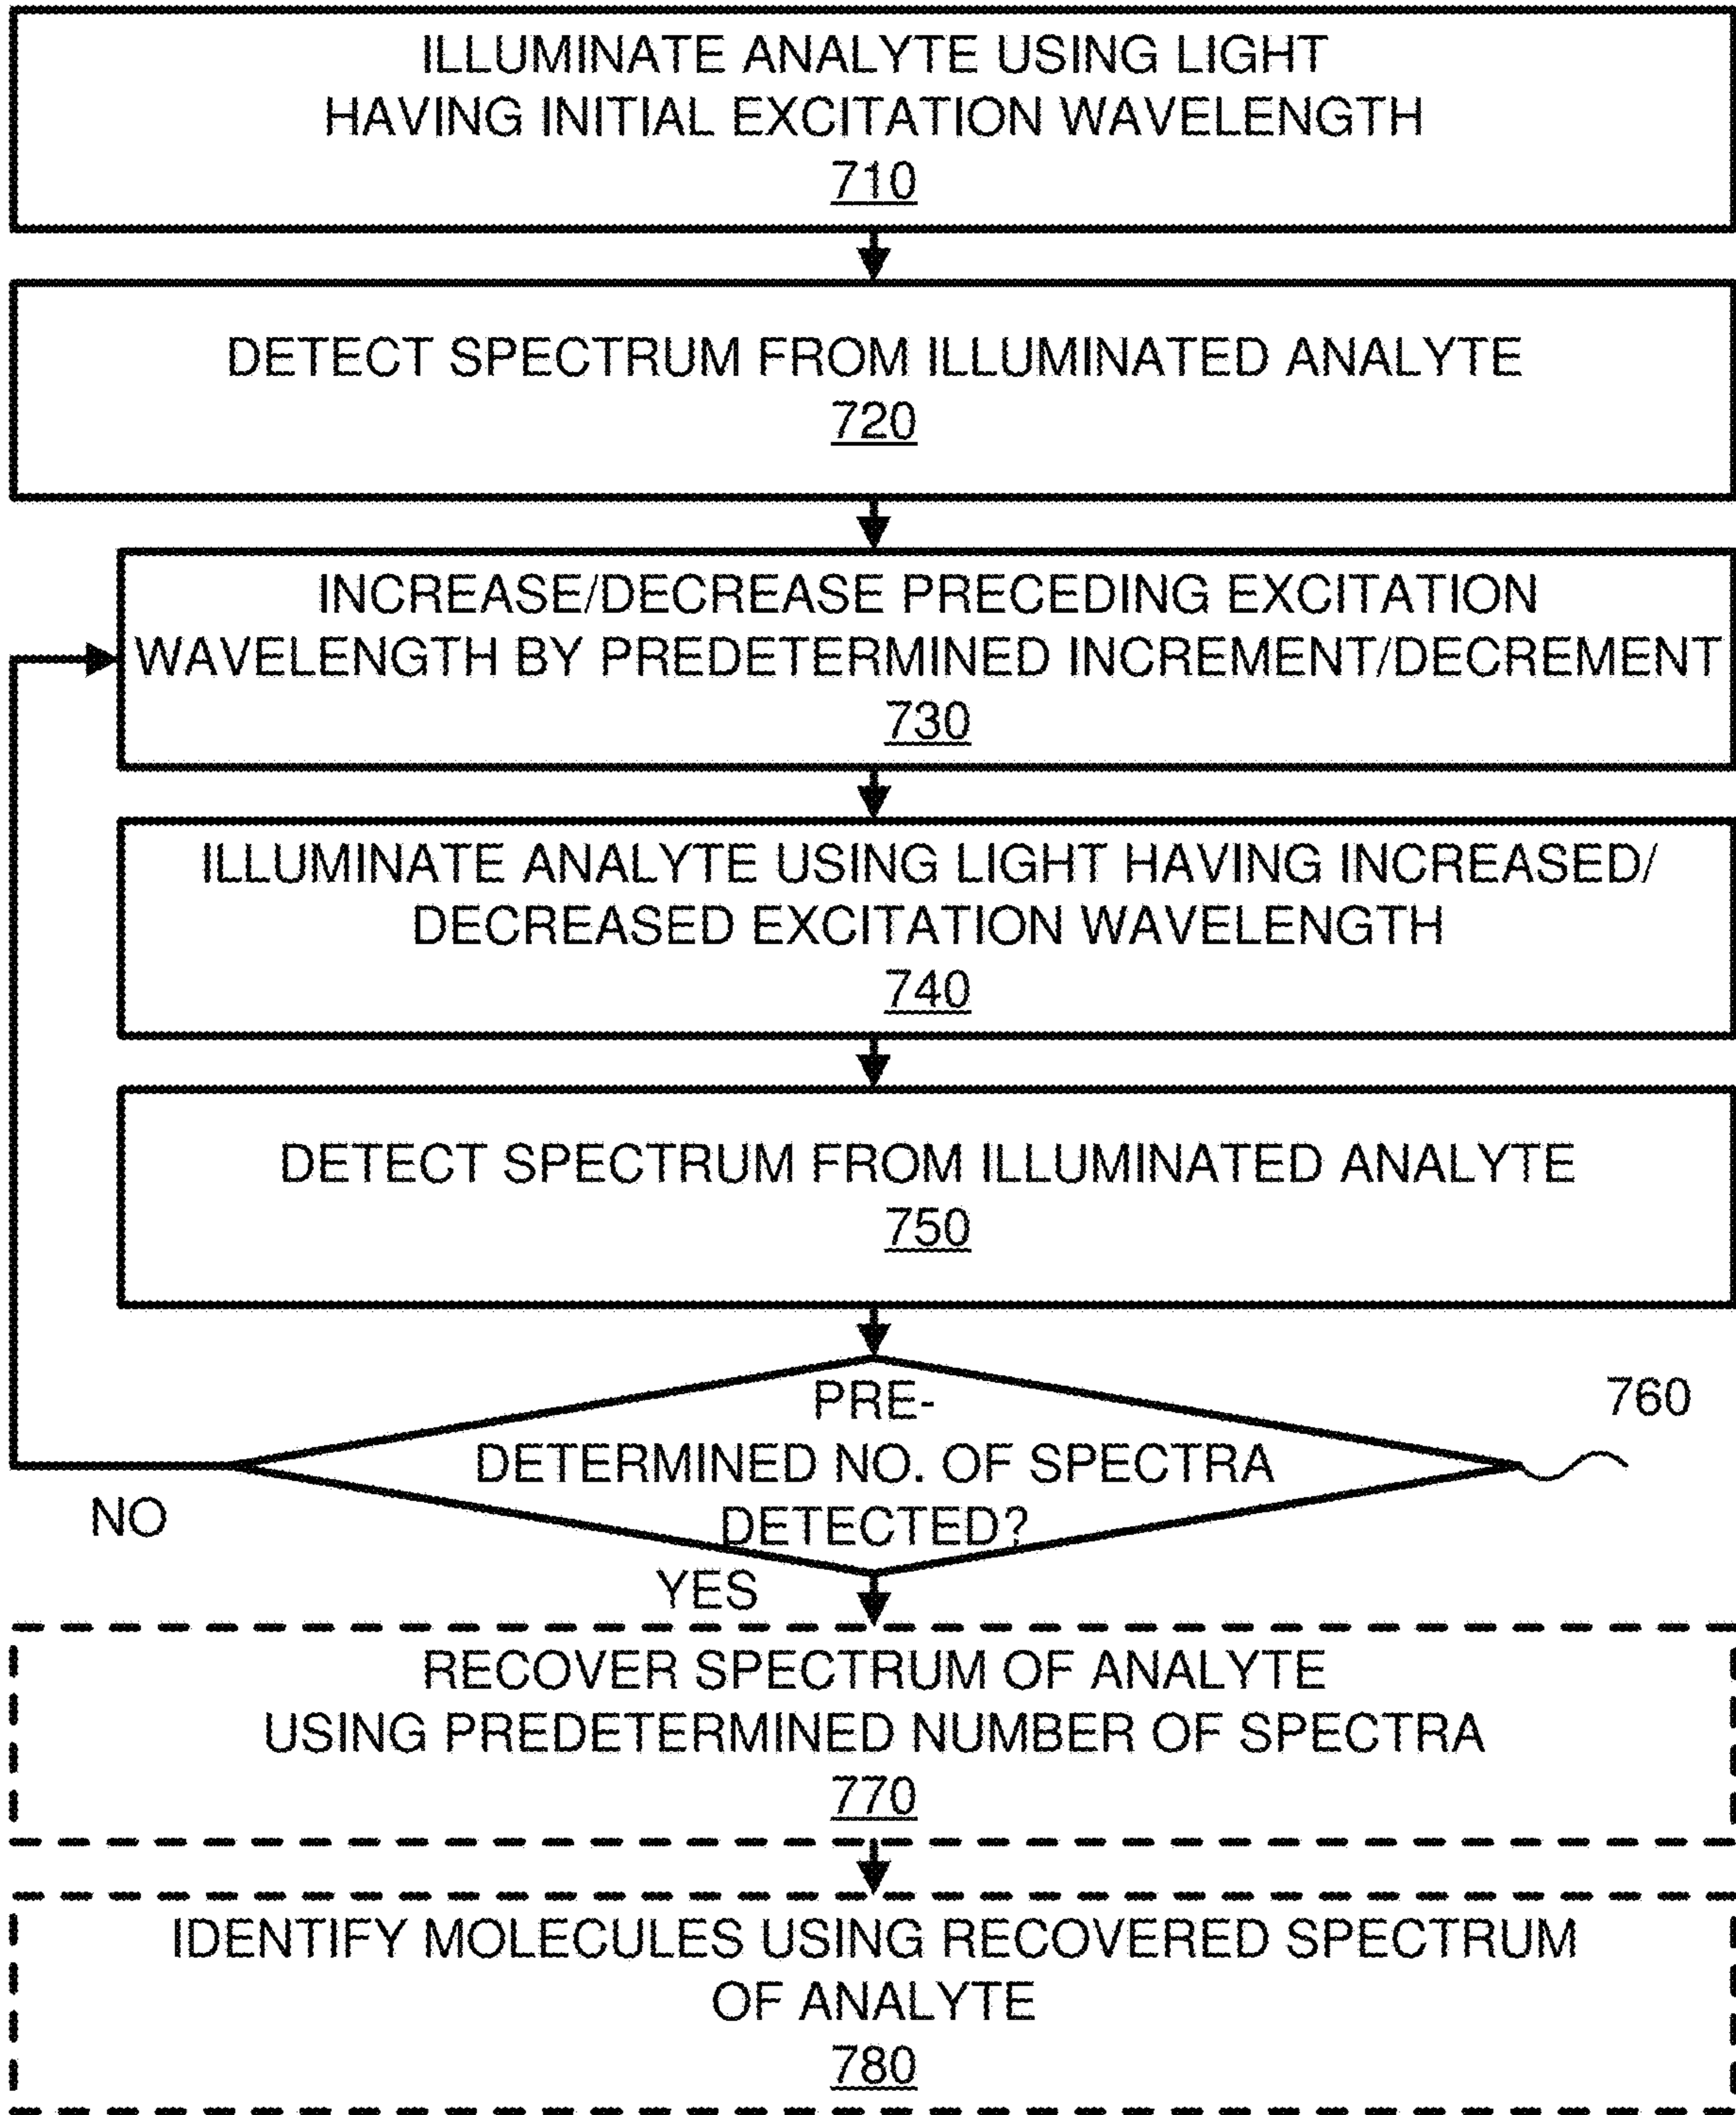 ILLUMINATE ANALYTE USING LIGHT
HAVING INITIAL EXCITATION WAVELENGTH
710
DETECT SPECTRUM FROM ILLUMINATED ANALYTE
720
INCREASE/DECREASE PRECEDING EXCITATION
WAVELENGTH BY PREDETERMINED INCREMENT/DECREMENT
730
ILLUMINATE ANALYTE USING LIGHT HAVING INCREASED/
DECREASED EXCITATION WAVELENGTH
740
DETECT SPECTRUM FROM ILLUMINATED ANALYTE
750
PRE-
760
DETERMINED NO. OF SPECTRA
DETECTED?
NO
YES
RECOVER SPECTRUM OF ANALYTE
USING PREDETERMINED NUMBER OF SPECTRA
770
IDENTIFY MOLECULES USING RECOVERED SPECTRUM
OF ANALYTE
780